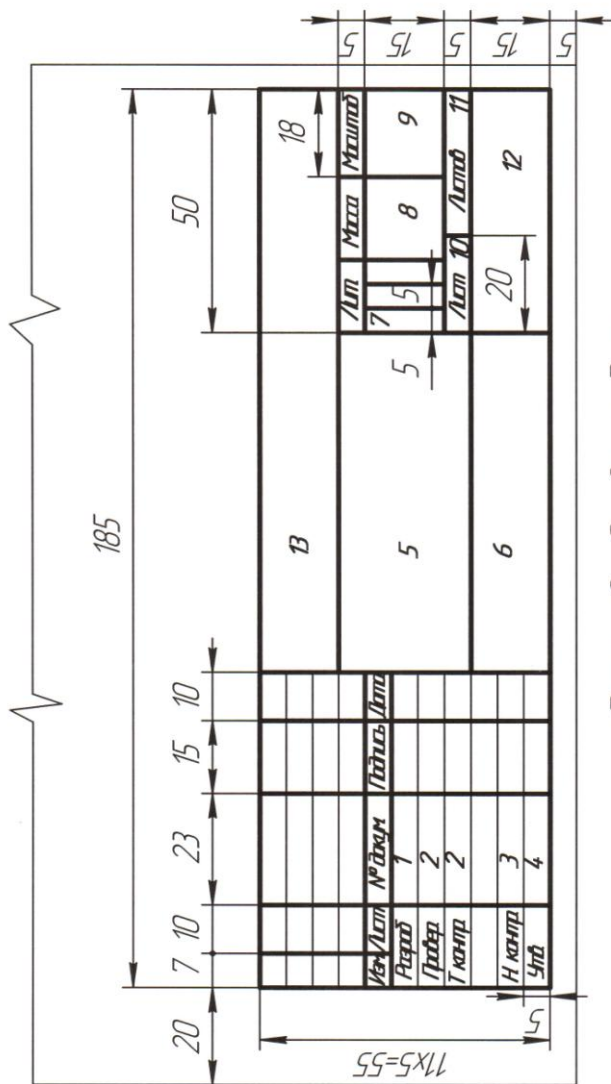 185
20
7
10
23
15
10
50
18
13
Лит
Масса
Масштаб
5
15
5
15
5
Изм
Лист
№ докум
Подпись
Дата
7
5
5
8
9
5
Разраб
1
Провер
2
Т контр
2
Лист 10
Листов 11
6
20
12
Н контр
3
Утв
4
5
11х5=55